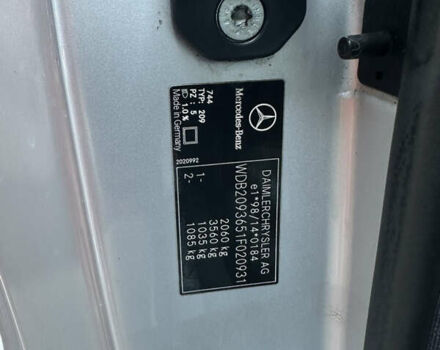 Mercedes-Benz
DAIMLERCHRYSLER AG
e1*98/14*0184
WDB2093651F020931
2060 kg
3560 kg
1- 1035 kg
2- 1085 kg
744
TYP: 209
PZ : 5
1.0%
Made in Germany
2020992